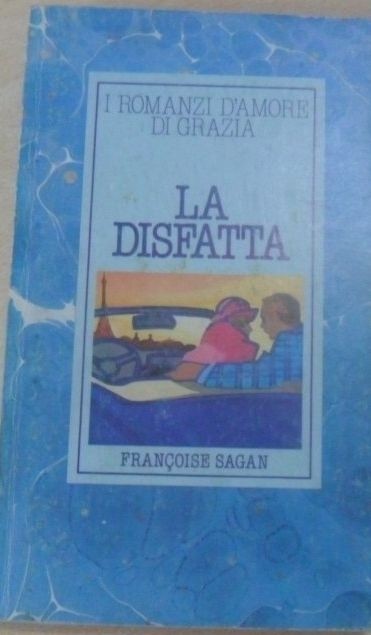 I ROMANZI D'AMORE
DI GRAZIA
LA
DISFATTA
FRANÇOISE SAGAN